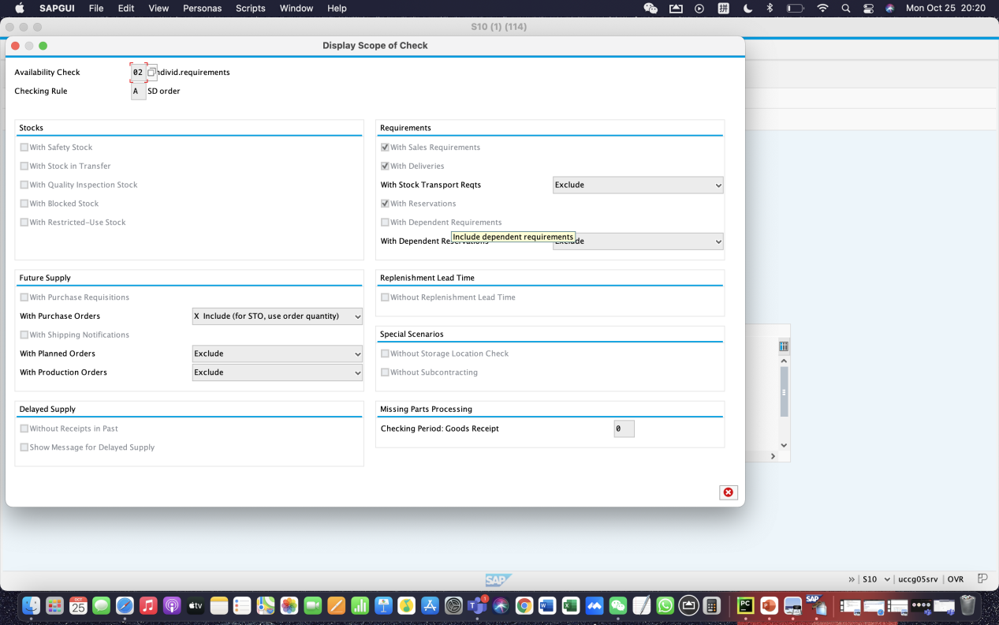 SAPGUI File Edit View Personas Scripts Window Help 拼 Mon Oct 25 20:20
S10 (1) (114)
Display Scope of Check
Availability Check 02 ndivid.requirements
Checking Rule A SD order
Stocks
With Safety Stock
With Stock in Transfer
With Quality Inspection Stock
With Blocked Stock
With Restricted-Use Stock
Requirements
With Sales Requirements
With Deliveries
With Stock Transport Reqts Exclude
With Reservations
With Dependent Requirements
Include dependent requirements
With Dependent Reservations Exclude
Future Supply
With Purchase Requisitions
With Purchase Orders X Include (for STO, use order quantity)
With Shipping Notifications
With Planned Orders Exclude
With Production Orders Exclude
Replenishment Lead Time
Without Replenishment Lead Time
Special Scenarios
Without Storage Location Check
Without Subcontracting
Delayed Supply
Without Receipts in Past
Show Message for Delayed Supply
Missing Parts Processing
Checking Period: Goods Receipt 0
SAP
» S10 uccg05srv OVR
OCT
25
tv
1
PC
P
SAP